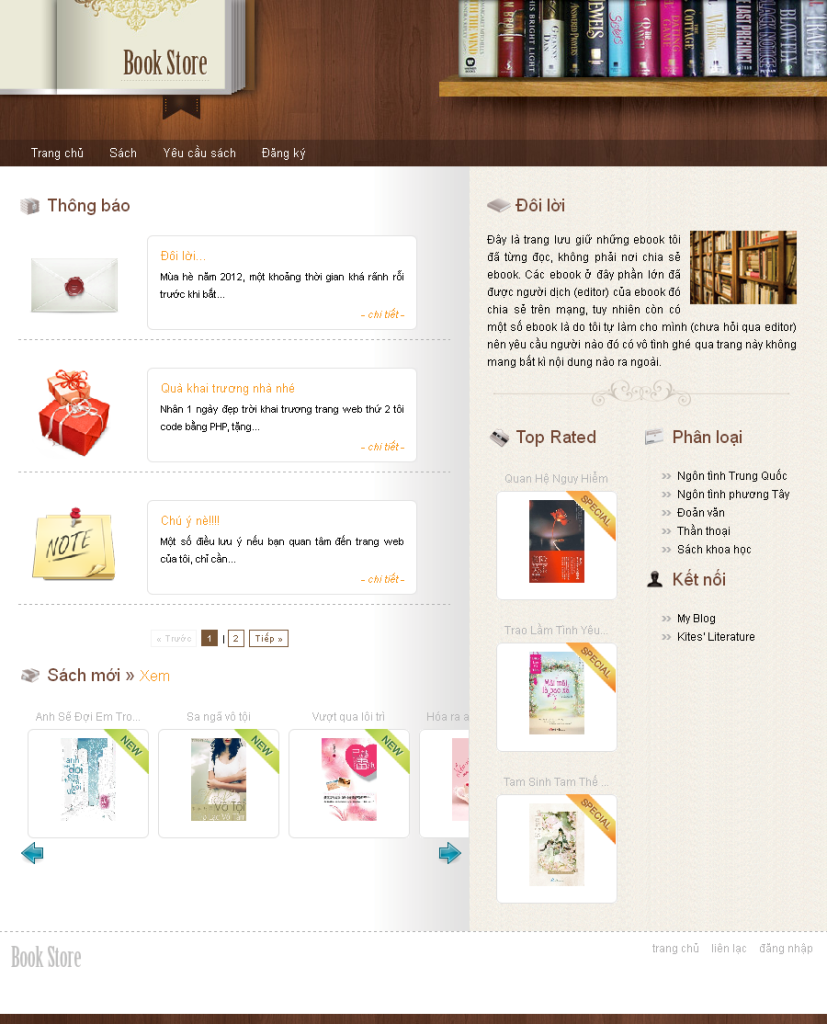 Book Store
Trang chủ Sách Yêu cầu sách Đăng ký
Thông báo
Đôi lời...
Mùa hè năm 2012, một khoảng thời gian khá rảnh rỗi
trước khi bắt...
- chi tiết -
Quà khai trương nhà nhé
Nhân 1 ngày đẹp trời khai trương trang web thứ 2 tôi
code bằng PHP, tặng...
- chi tiết -
NOTE
Chú ý nè!!!!
Một số điều lưu ý nếu bạn quan tâm đến trang web
của tôi, chỉ cần...
- chi tiết -
« Trước 1 | 2 Tiếp »
Sách mới » Xem
Anh Sẽ Đợi Em Tro...
NEW
Sa ngã vô tội
NEW
Vượt qua lôi trì
NEW
Hóa ra a
Đôi lời
Đây là trang lưu giữ những ebook tôi
đã từng đọc, không phải nơi chia sẻ
ebook. Các ebook ở đây phần lớn đã
được người dịch (editor) của ebook đó
chia sẻ trên mạng, tuy nhiên còn có
một số ebook là do tôi tự làm cho mình (chưa hỏi qua editor)
nên yêu cầu người nào đó có vô tình ghé qua trang này không
mang bất kì nội dung nào ra ngoài.
Top Rated
Quan Hệ Nguy Hiểm
SPECIAL
Trao Lầm Tình Yêu...
SPECIAL
Tam Sinh Tam Thế ...
SPECIAL
Phân loại
Ngôn tình Trung Quốc
Ngôn tình phương Tây
Đoản văn
Thần thoại
Sách khoa học
Kết nối
My Blog
Kites' Literature
Book Store
trang chủ liên lạc đăng nhập